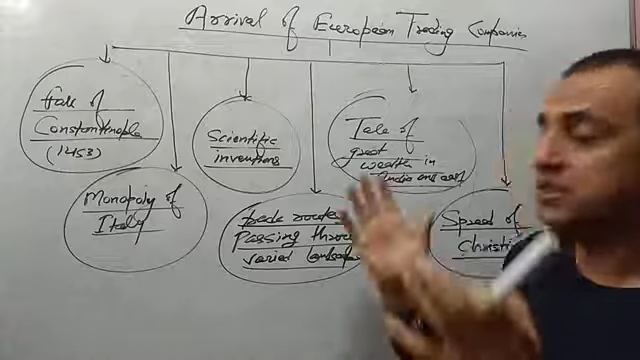 Arrival of European Trading Companies
Fall of
Constantinople
(1453)
Monopoly of
Italy
Scientific
inventions
trade routes
Passing throu
varied landscape
Tale of
great
wealth in
India and east
Spread of
Christi